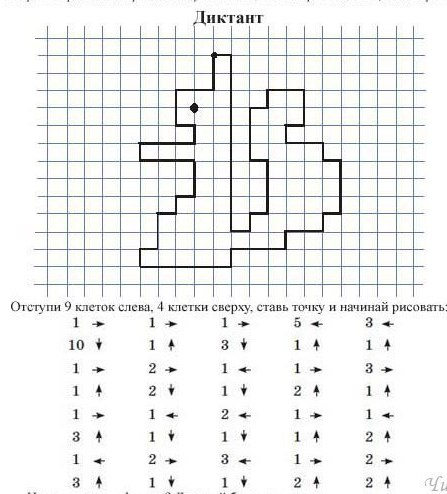 Диктант
Отступи 9 клеток слева, 4 клетки сверху, ставь точку и начинай рисовать:
1 → 1 → 1 → 5 ← 3 ←
10 ↓ 1 ↑ 3 ↓ 1 ↑ 1 ↑
1 → 2 → 1 ← 1 → 3 →
1 ↑ 2 ↓ 1 ↓ 2 ↑ 1 ↑
1 → 1 ← 2 ← 1 → 1 ←
3 ↑ 1 ↓ 1 ↓ 1 ↑ 2 ↑
1 ← 2 → 3 ← 1 → 2 →
3 ↑ 1 ↓ 1 ↓ 2 ↑ 2 ↑